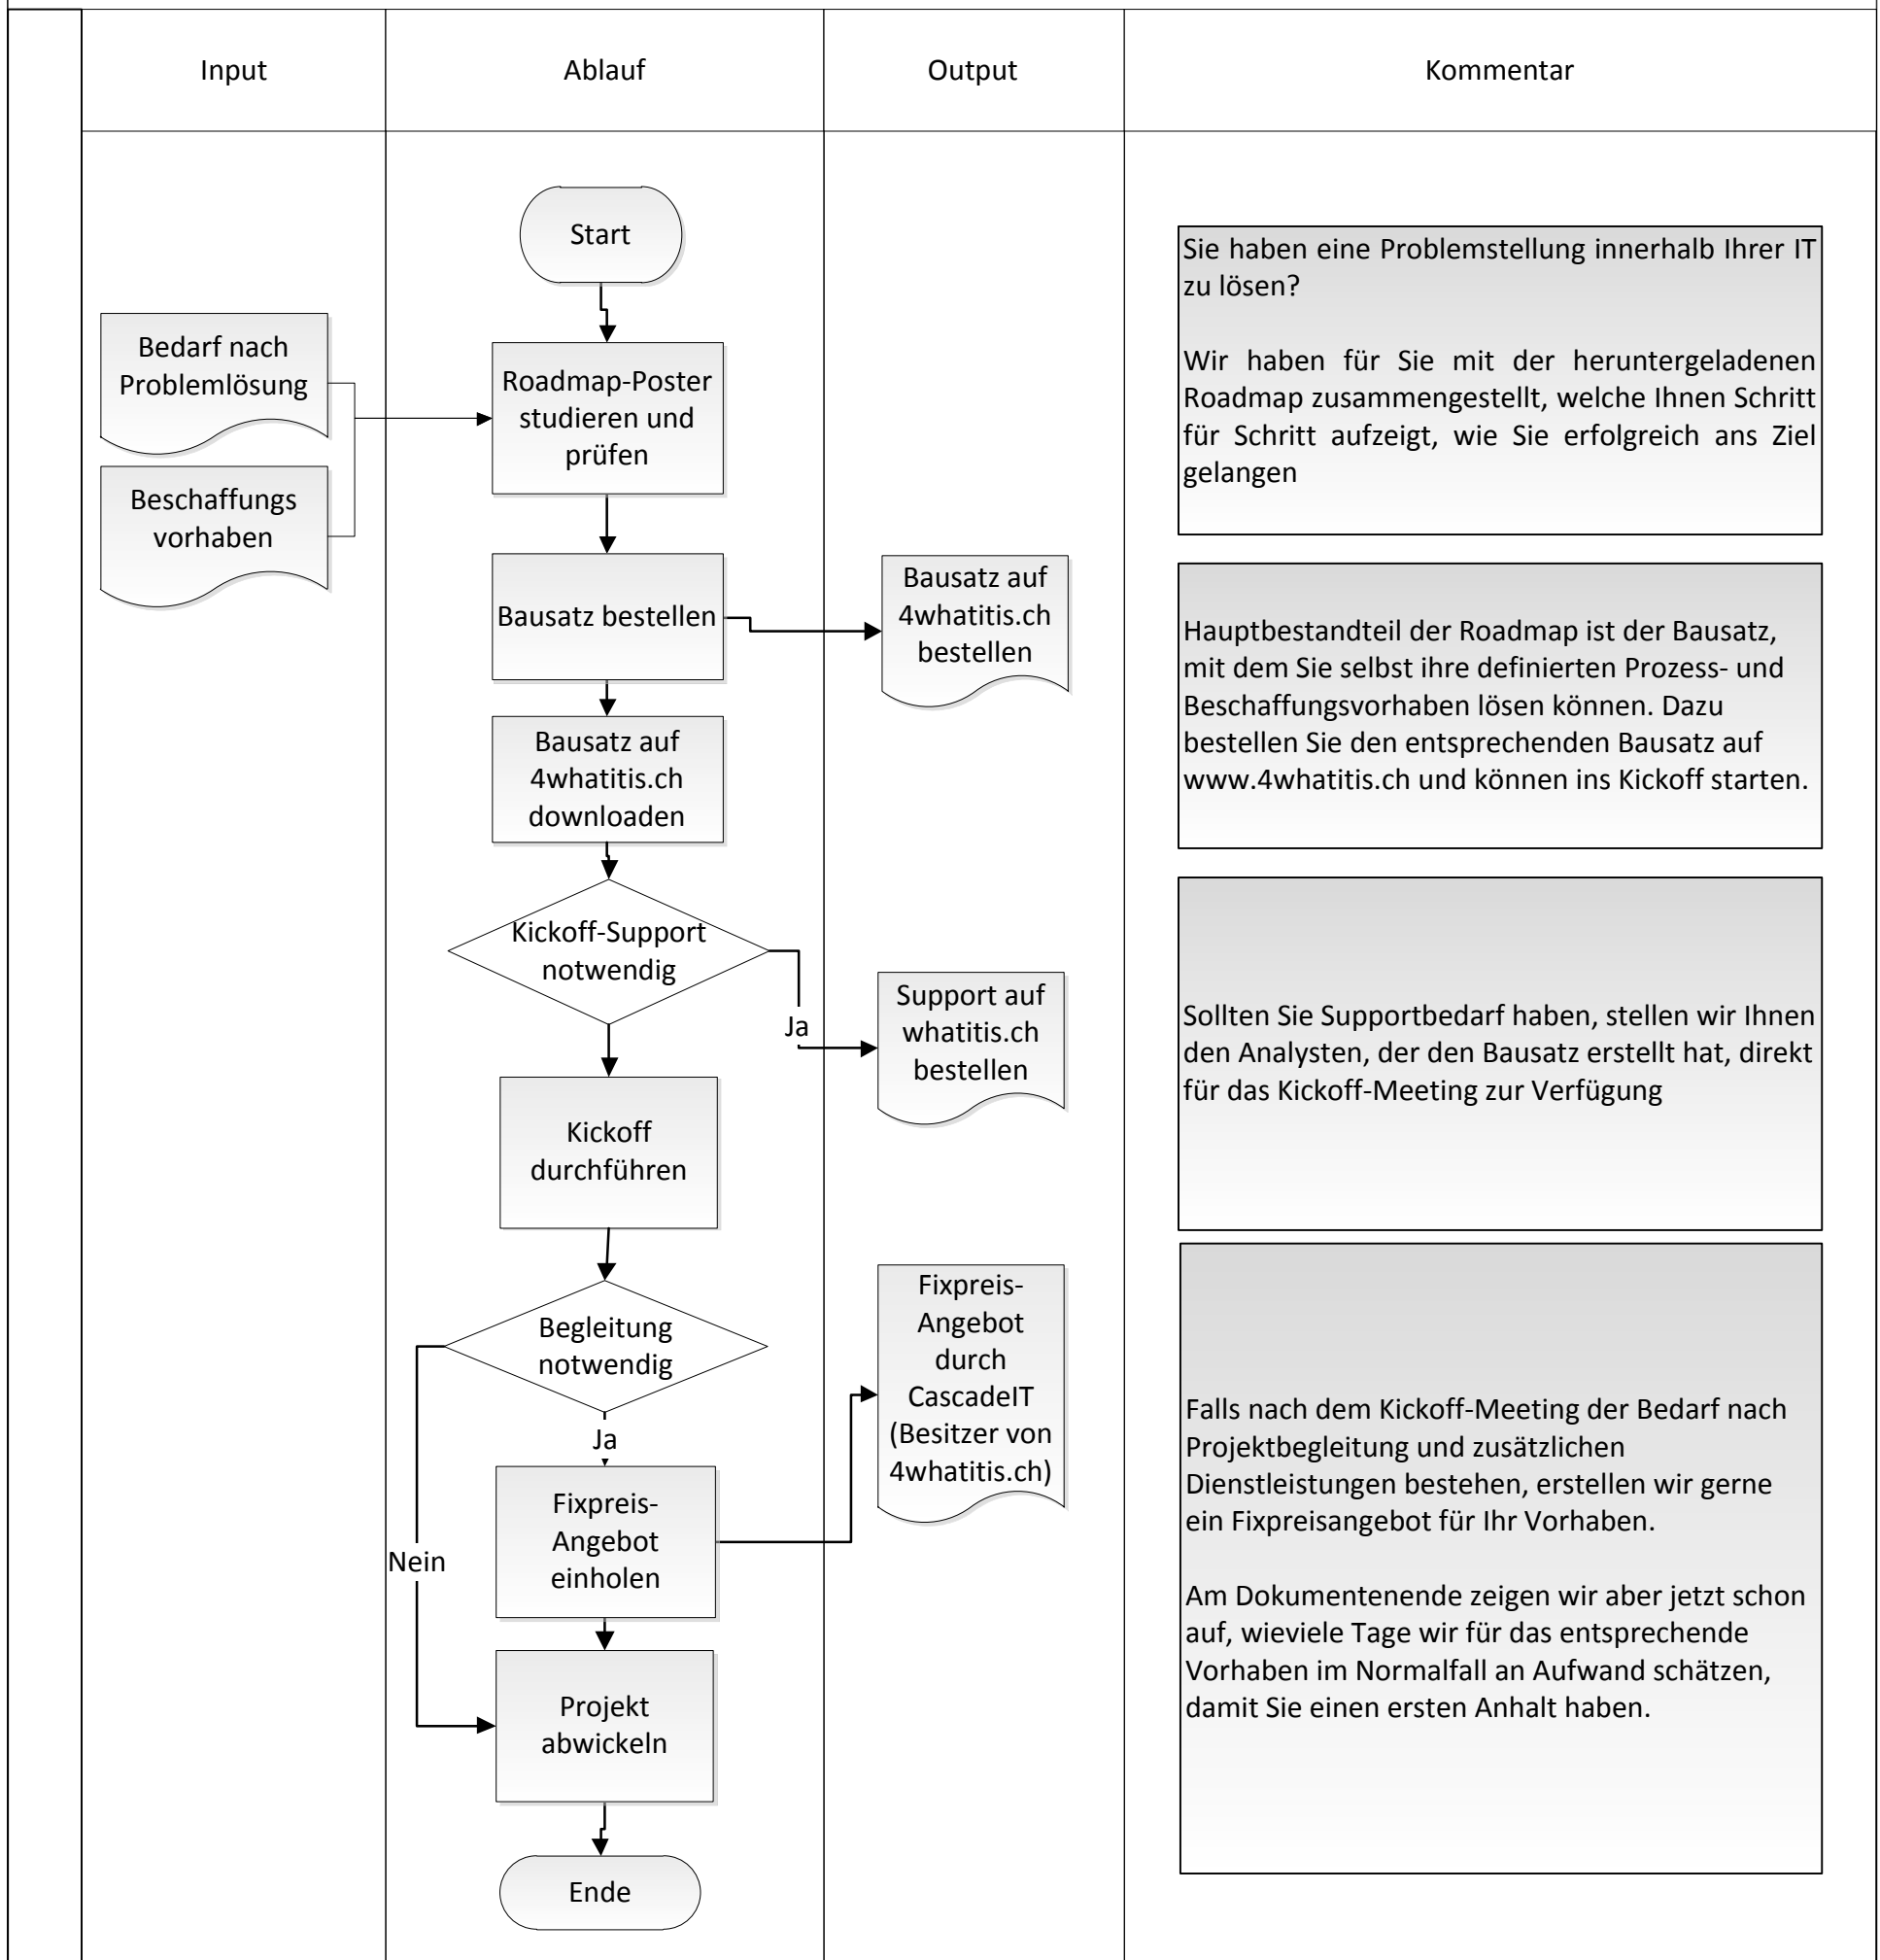 Input
Ablauf
Output
Kommentar
Start
Bedarf nach
Problemlösung
Beschaffungs
vorhaben
Roadmap-Poster
studieren und
prüfen
Sie haben eine Problemstellung innerhalb Ihrer IT
zu lösen?
Wir haben für Sie mit der heruntergeladenen
Roadmap zusammengestellt, welche Ihnen Schritt
für Schritt aufzeigt, wie Sie erfolgreich ans Ziel
gelangen
Bausatz bestellen
Bausatz auf
4whatitis.ch
bestellen
Bausatz auf
4whatitis.ch
downloaden
Hauptbestandteil der Roadmap ist der Bausatz,
mit dem Sie selbst ihre definierten Prozess- und
Beschaffungsvorhaben lösen können. Dazu
bestellen Sie den entsprechenden Bausatz auf
www.4whatitis.ch und können ins Kickoff starten.
Kickoff-Support
notwendig
Ja
Support auf
whatitis.ch
bestellen
Sollten Sie Supportbedarf haben, stellen wir Ihnen
den Analysten, der den Bausatz erstellt hat, direkt
für das Kickoff-Meeting zur Verfügung
Kickoff
durchführen
Begleitung
notwendig
Ja
Nein
Fixpreis-
Angebot
einholen
Fixpreis-
Angebot
durch
CascadeIT
(Besitzer von
4whatitis.ch)
Falls nach dem Kickoff-Meeting der Bedarf nach
Projektbegleitung und zusätzlichen
Dienstleistungen bestehen, erstellen wir gerne
ein Fixpreisangebot für Ihr Vorhaben.
Am Dokumentenende zeigen wir aber jetzt schon
auf, wieviele Tage wir für das entsprechende
Vorhaben im Normalfall an Aufwand schätzen,
damit Sie einen ersten Anhalt haben.
Projekt
abwickeln
Ende